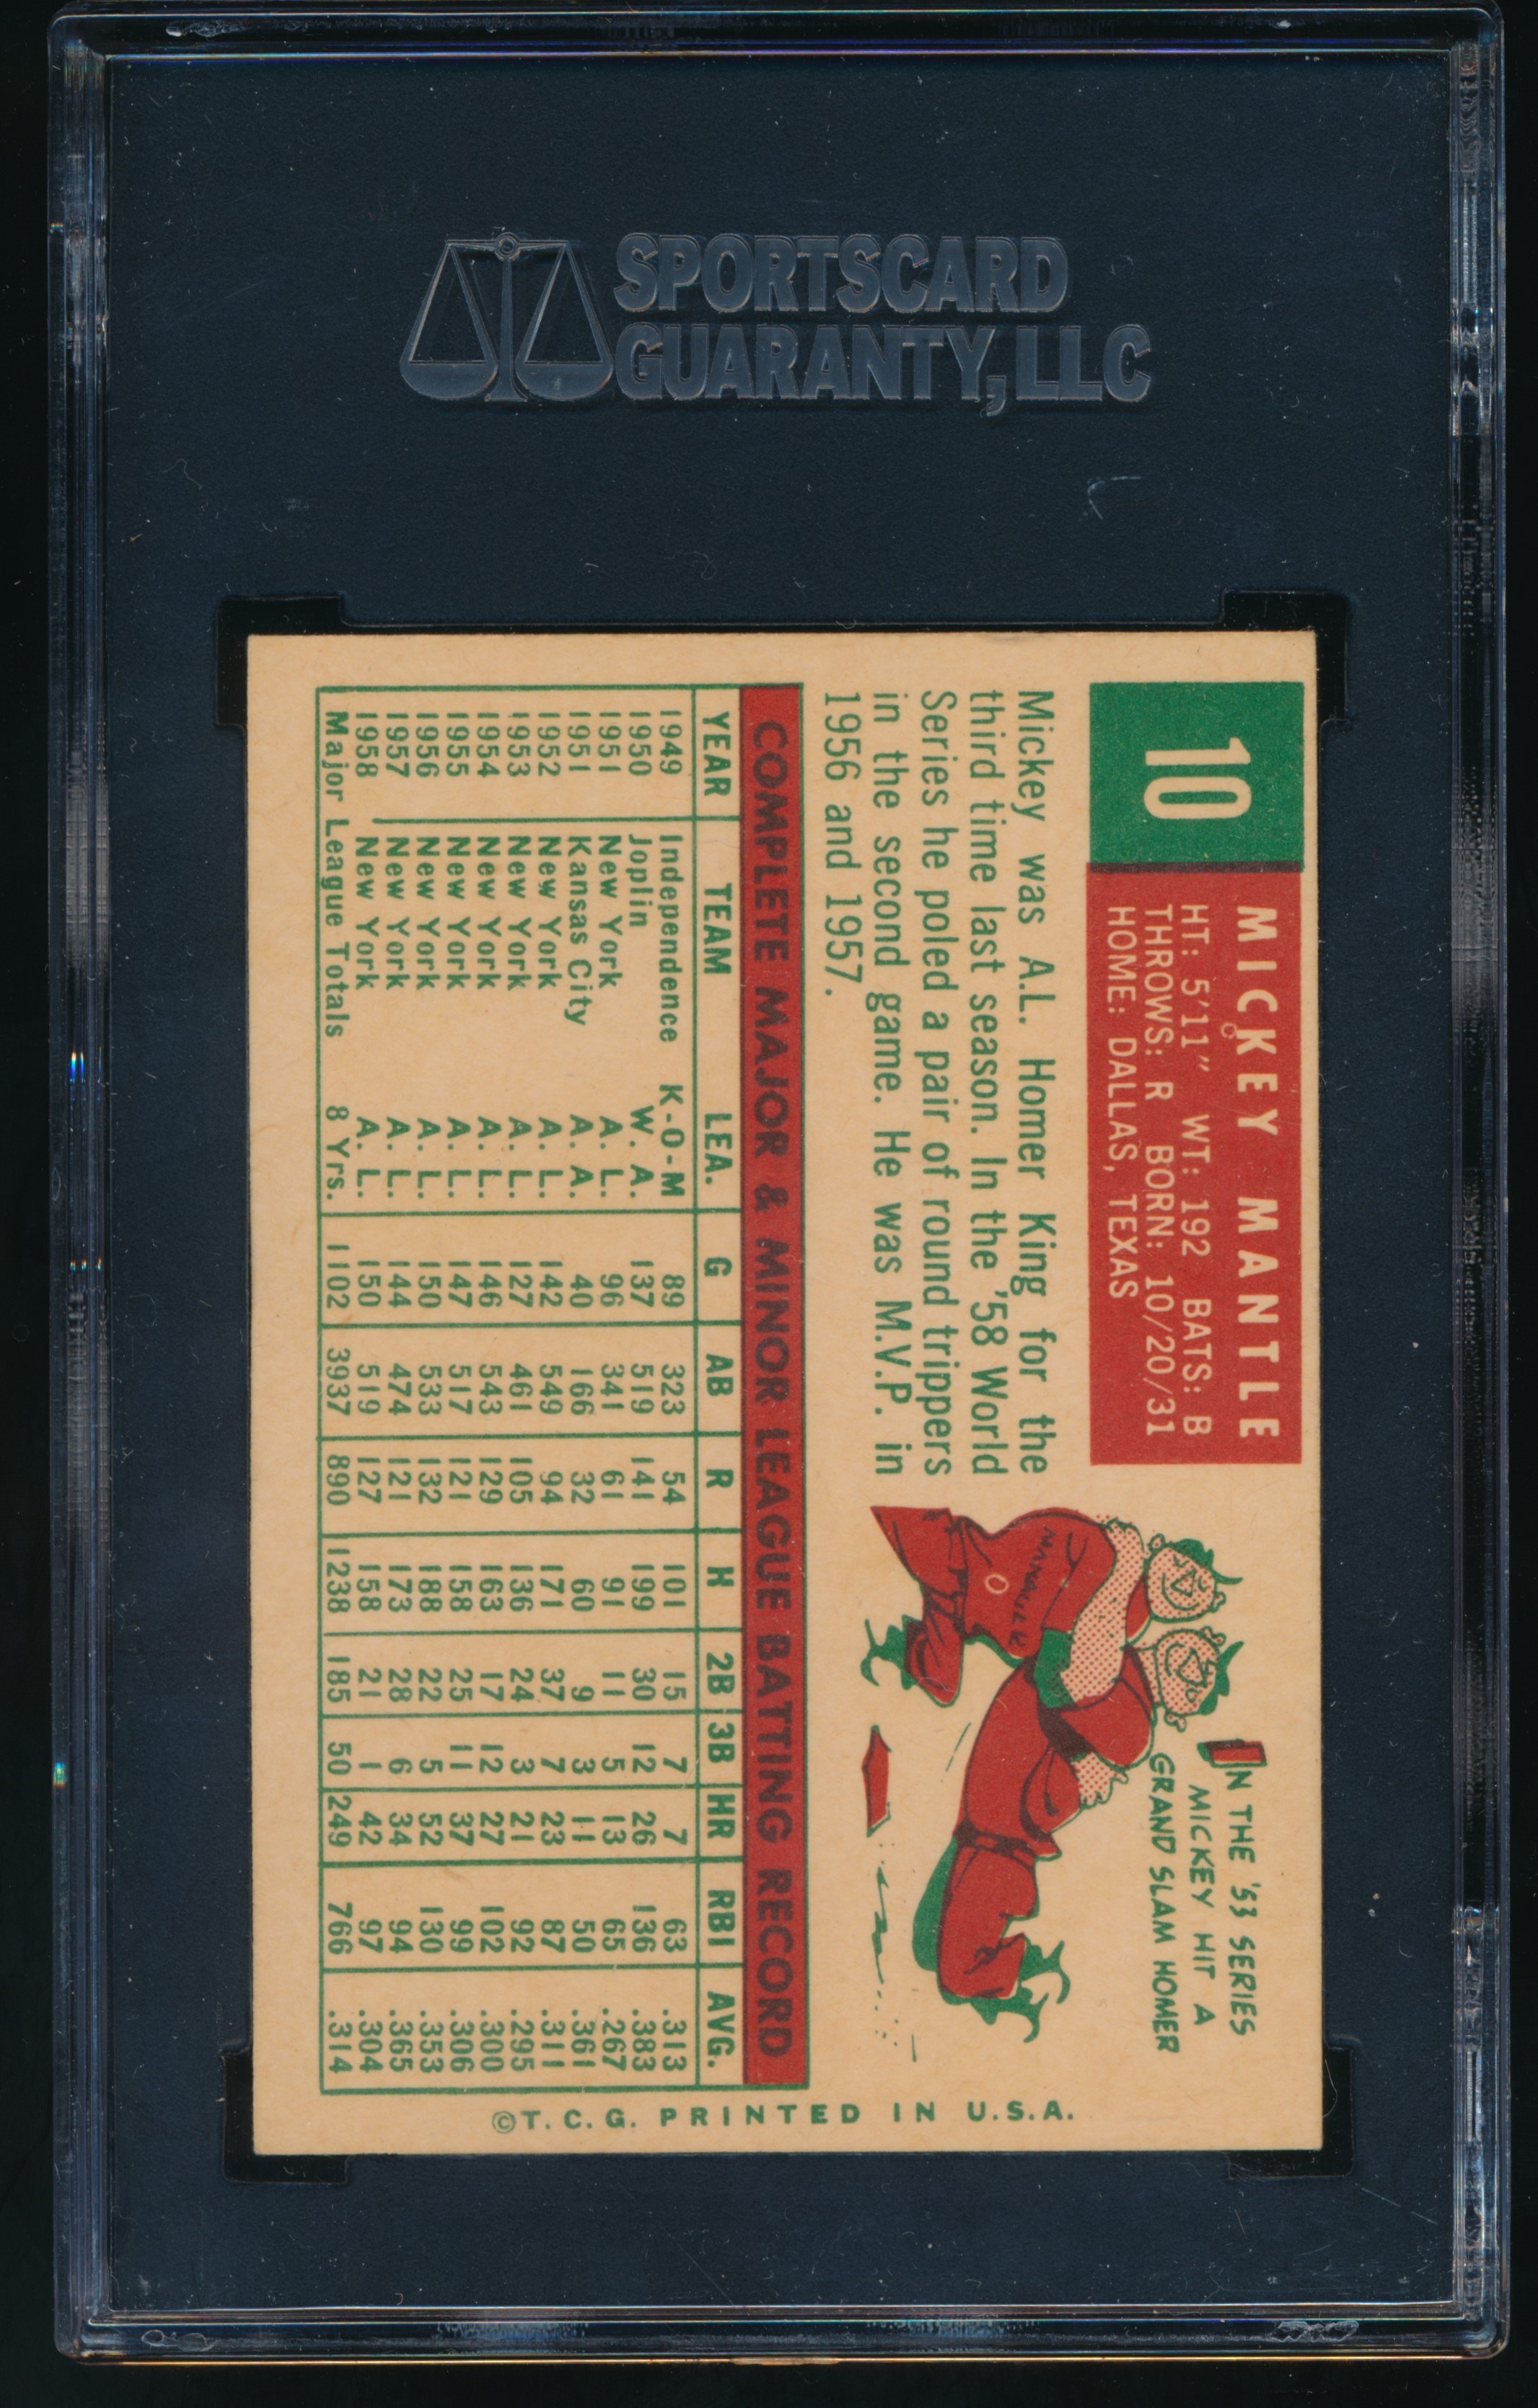 SPORTSCARD
GUARANTY, LLC
10
MICKEY MANTLE
HT: 5'11" WT: 192 BATS: B
THROWS: R BORN: 10/20/31
HOME: DALLAS, TEXAS
Mickey was A.L. Homer King for the
third time last season. In the '58 World
Series he poled a pair of round trippers
in the second game. He was M.V.P. in
1956 and 1957.
MANAGER
IN THE '53 SERIES
MICKEY HIT A
GRAND SLAM HOMER
COMPLETE MAJOR & MINOR LEAGUE BATTING RECORD
YEAR TEAM LEA. G AB R H 2B 3B HR RBI AVG.
1949 Independence K-O-M 89 323 54 101 15 7 7 63 .313
1950 Joplin W. A. 137 519 141 199 30 12 26 136 .383
1951 New York A. L. 96 341 61 91 11 5 13 65 .267
1951 Kansas City A. A. 40 166 32 60 9 3 11 50 .361
1952 New York A. L. 142 549 94 171 37 7 23 87 .311
1953 New York A. L. 127 461 105 136 24 3 21 92 .295
1954 New York A. L. 146 543 129 163 17 12 27 102 .300
1955 New York A. L. 147 517 121 158 25 11 37 99 .306
1956 New York A. L. 150 533 132 188 22 5 52 130 .353
1957 New York A. L. 144 474 121 173 28 6 34 94 .365
1958 New York A. L. 150 519 127 158 21 1 42 97 .304
Major League Totals 8 Yrs. 1102 3937 890 1238 185 50 249 766 .314
©T. C. G. PRINTED IN U.S.A.